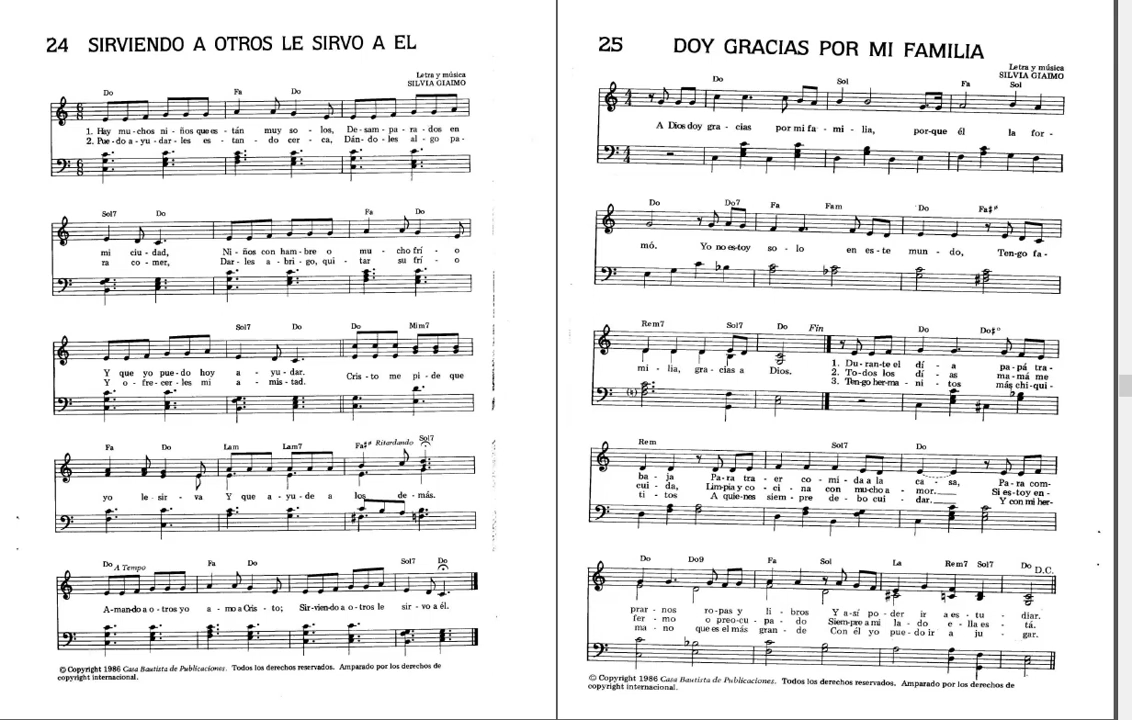 24 SIRVIENDO A OTROS LE SIRVO A EL
Letra y música
SILVIA GIAIMO
Do Fa Do
1. Hay mu-chos ni-ños que es-tán muy so-los, De-sam-pa-ra-dos en
2. Pue-do a-yu-dar-les es-tan-do cer-ca, Dán-do-les al-go pa-
Sol7 Do Fa Do
mi ciu-dad, Ni-ños con ham-bre o mu-cho frí-o
ra co-mer, Dar-les a-bri-go, qui-tar su frí-o
Sol7 Do Do Mim7
Y que yo pue-do hoy a-yu-dar. Cris-to me pi-de que
Y o-fre-cer-les mi a-mis-tad.
Fa Do Lam Lam7 Fa♯° Ritardando Sol7
yo le sir-va Y que a-yu-de a los de-más.
Do A Tempo Fa Do Sol7 Do
A-man-do a o-tros yo a-mo a Cris-to; Sir-vien-do a o-tros le sir-vo a él.
© Copyright 1986 Casa Bautista de Publicaciones. Todos los derechos reservados. Amparado por los derechos de
copyright internacional.
25 DOY GRACIAS POR MI FAMILIA
Letra y música
SILVIA GIAIMO
Do Sol Fa Sol
A Dios doy gra-cias por mi fa-mi-lia, por-que él la for-
Do Do7 Fa Fam Do Fa♯°
mó. Yo no es-toy so-lo en es-te mun-do, Ten-go fa-
Rem7 Sol7 Do Fin Do Do♯°
mi-lia, gra-cias a Dios. 1. Du-ran-te el dí-a pa-pá tra-
2. To-dos los dí-as ma-má me
3. Ten-go her-ma-ni-tos más chi-qui-
Rem Sol7 Do
ba-ja Pa-ra tra-er co-mi-da a la ca-sa, Pa-ra com-
cui-da, Lim-pia y co-ci-na con mu-cho a-mor. Si es-toy en-
ti-tos A quie-nes siem-pre de-bo cui-dar. Y con mi her-
Do Do9 Fa Sol La Rem7 Sol7 Do D.C.
prar-nos ro-pas y li-bros Y a-sí po-der ir a es-tu-diar.
fer-mo o preo-cu-pa-do Siem-pre a mi la-do e-lla es-tá.
ma-no que es el más gran-de Con él yo pue-do ir a ju-gar.
© Copyright 1986 Casa Bautista de Publicaciones. Todos los derechos reservados. Amparado por los derechos de
copyright internacional.